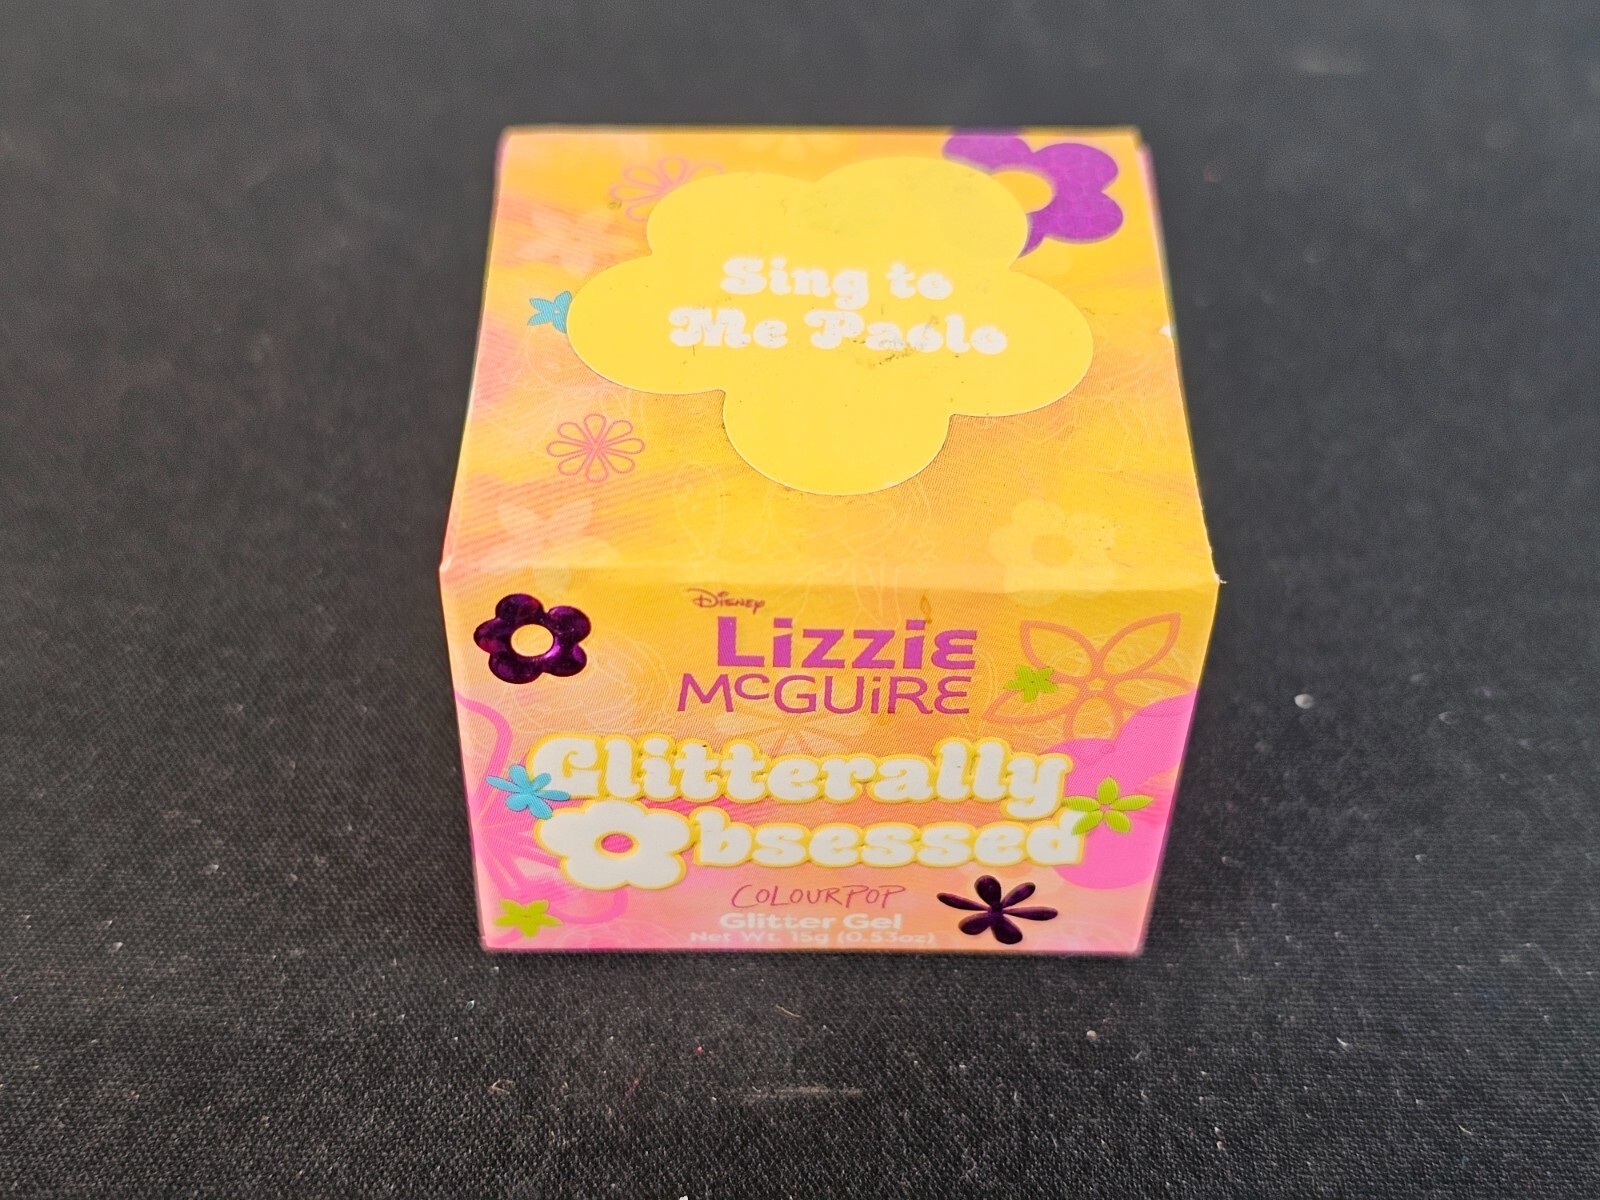 Sing to
Me Paolo
Disney
Lizzie
McGUiRE
Glitterally
Obsessed
COLOURPOP
Glitter Gel
Net Wt. 15g (0.53oz)